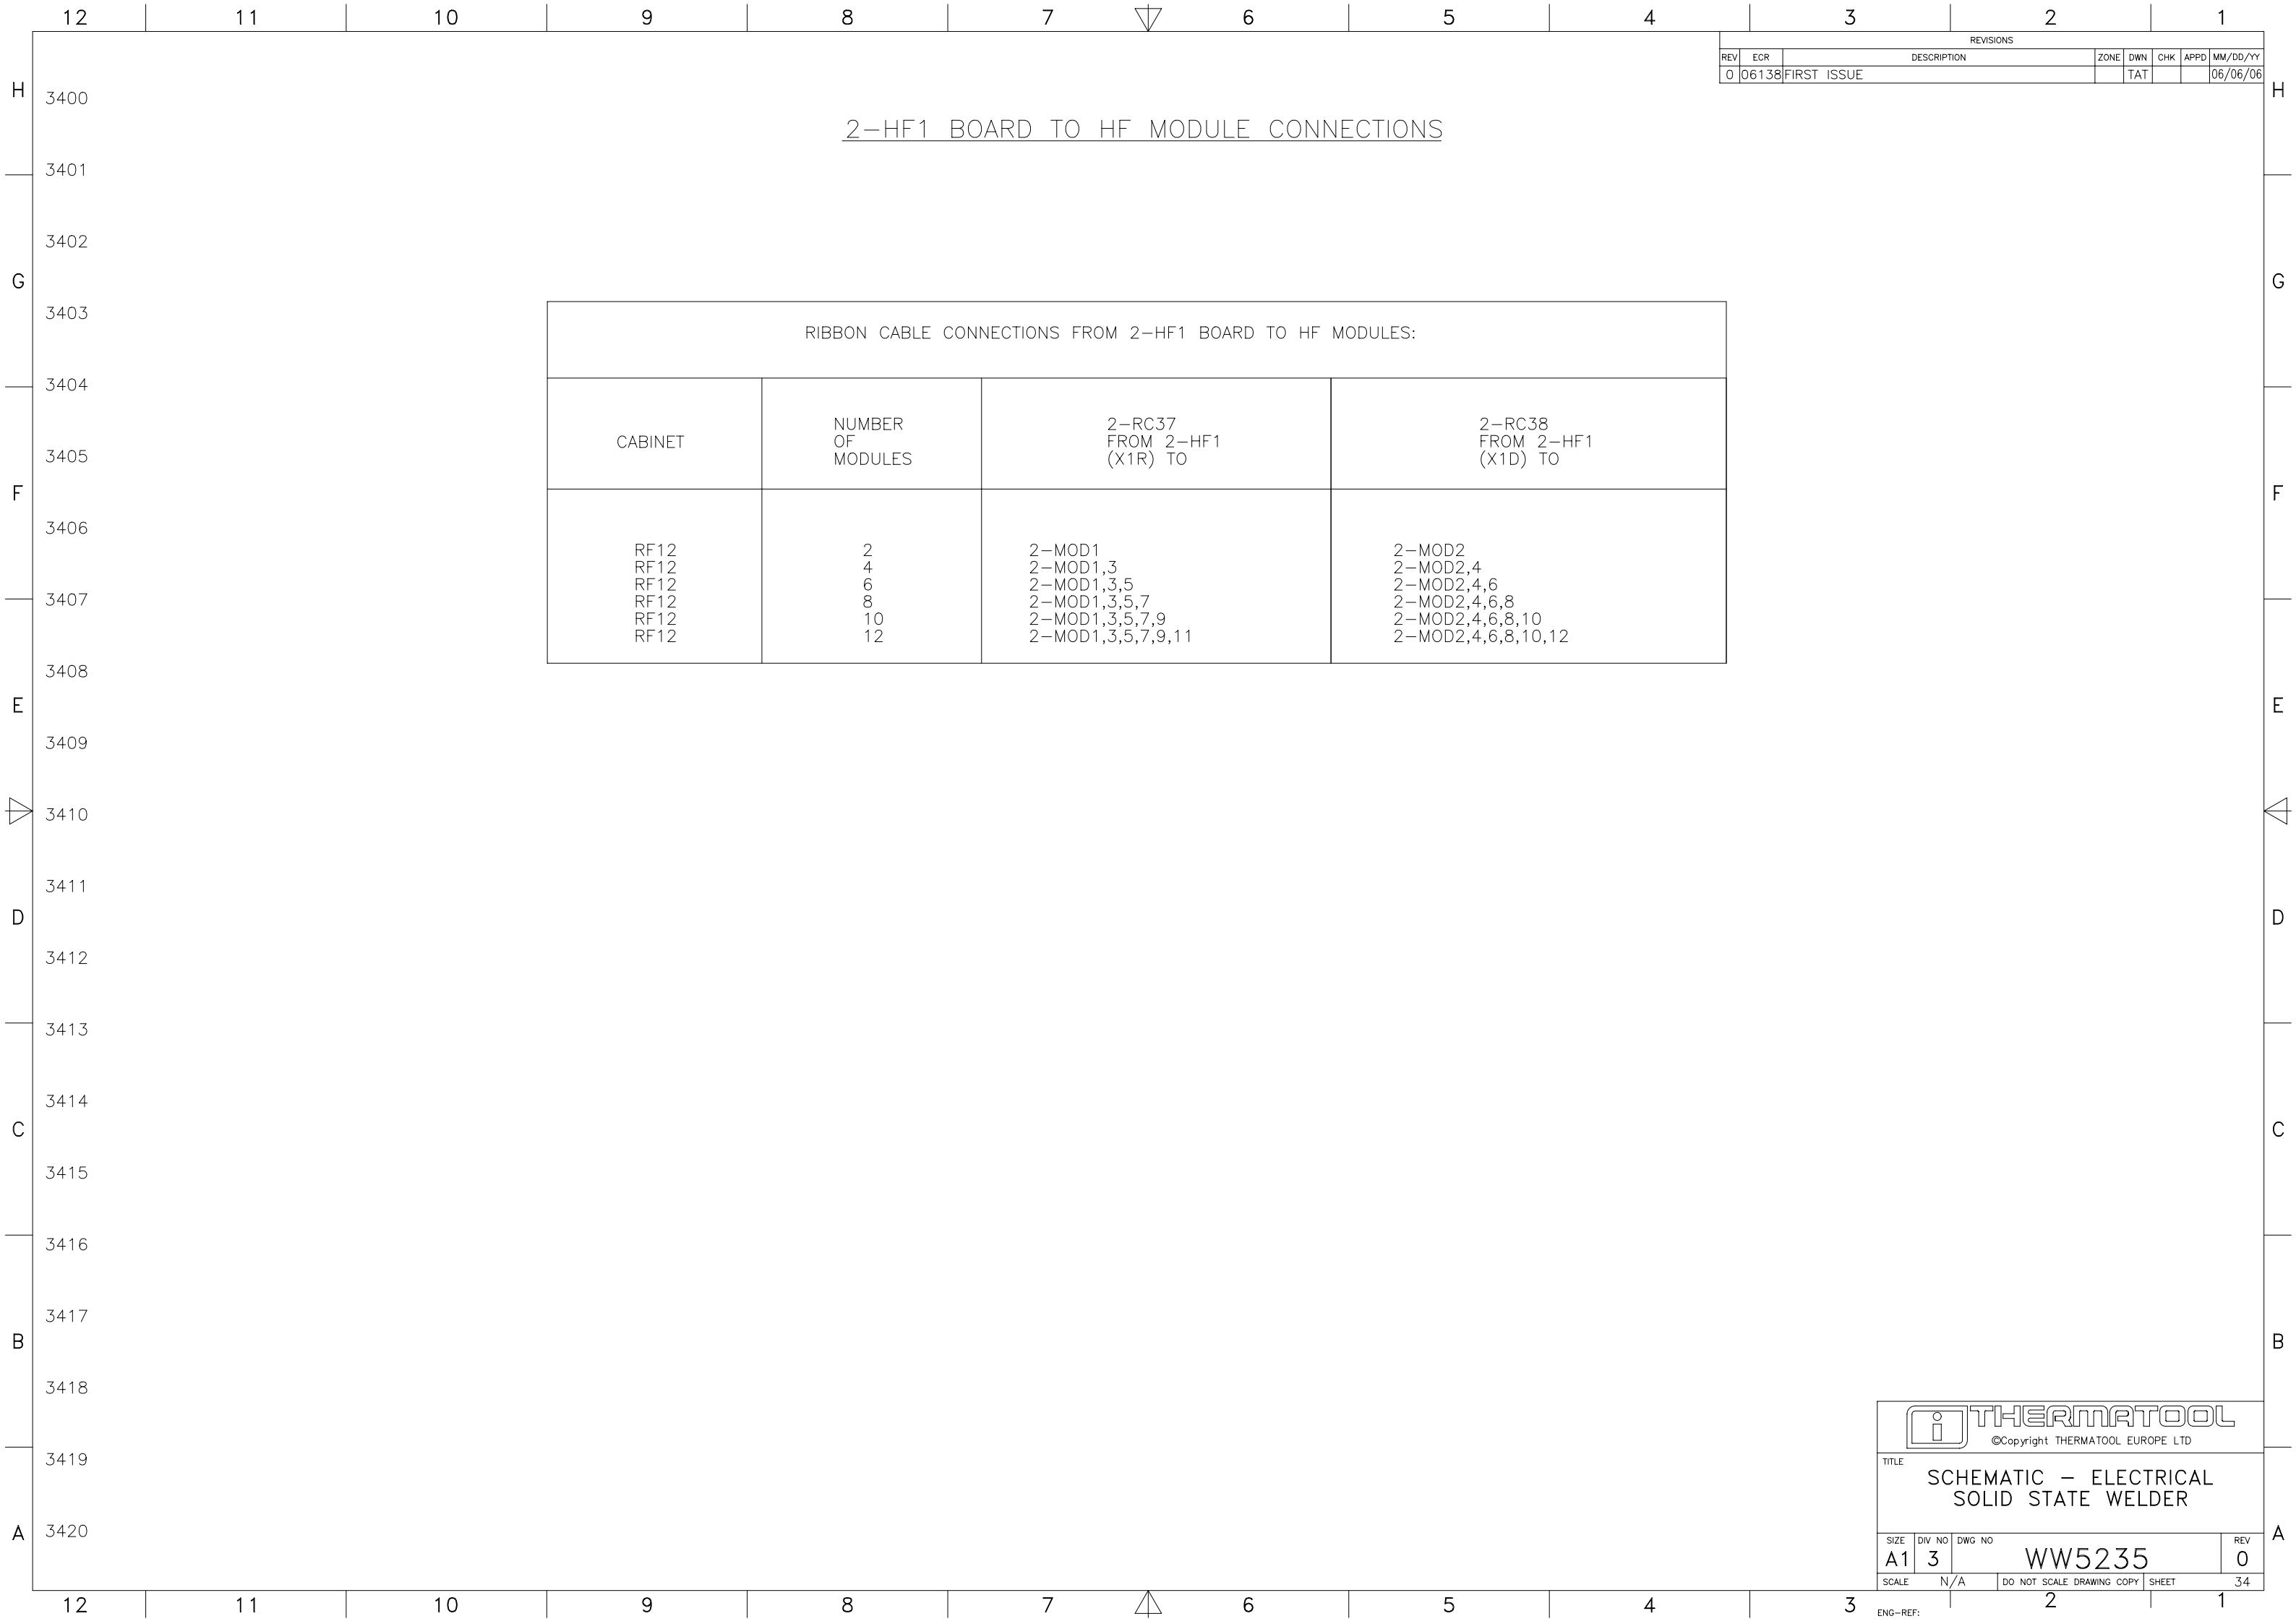 12 11 10 9 8 7 6 5 4 3 2 1
REVISIONS
REV ECR DESCRIPTION ZONE DWN CHK APPD MM/DD/YY
0 06138 FIRST ISSUE TAT 06/06/06
H H
3400
2-HF1 BOARD TO HF MODULE CONNECTIONS
3401
3402
G G
3403
RIBBON CABLE CONNECTIONS FROM 2-HF1 BOARD TO HF MODULES:
3404
CABINET
NUMBER
OF
MODULES
2-RC37
FROM 2-HF1
(X1R) TO
2-RC38
FROM 2-HF1
(X1D) TO
3405
F F
3406
RF12 2 2-MOD1 2-MOD2
RF12 4 2-MOD1,3 2-MOD2,4
RF12 6 2-MOD1,3,5 2-MOD2,4,6
3407
RF12 8 2-MOD1,3,5,7 2-MOD2,4,6,8
RF12 10 2-MOD1,3,5,7,9 2-MOD2,4,6,8,10
RF12 12 2-MOD1,3,5,7,9,11 2-MOD2,4,6,8,10,12
3408
E E
3409
3410
3411
D D
3412
3413
3414
C C
3415
3416
3417
B B
3418
THERMATOOL
©Copyright THERMATOOL EUROPE LTD
3419
TITLE
SCHEMATIC - ELECTRICAL
SOLID STATE WELDER
A A
3420
SIZE DIV NO DWG NO REV
A1 3 WW5235 0
SCALE N/A DO NOT SCALE DRAWING COPY SHEET 34
12 11 10 9 8 7 6 5 4 3 2 1
ENG-REF: